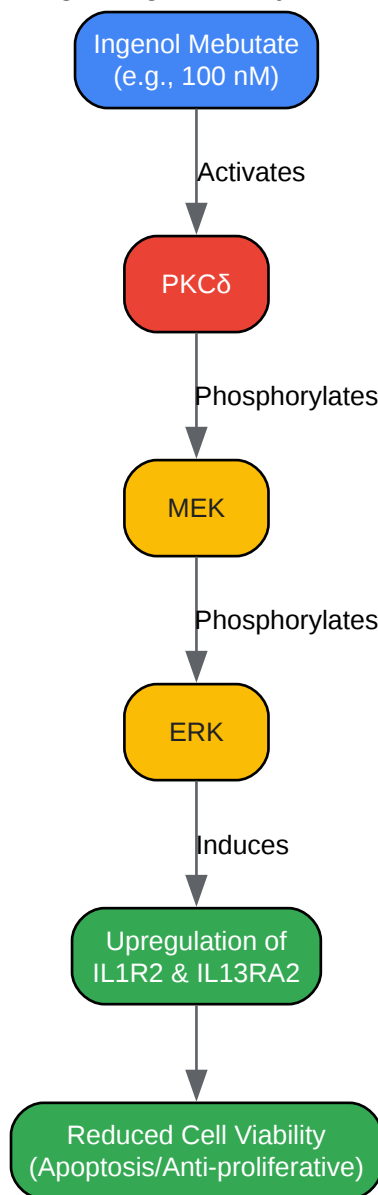 Ingenol Mebutate
(e.g., 100 nM)
Activates
PKCδ
Phosphorylates
MEK
Phosphorylates
ERK
Induces
Upregulation of
IL1R2 & IL13RA2
Reduced Cell Viability
(Apoptosis/Anti-proliferative)